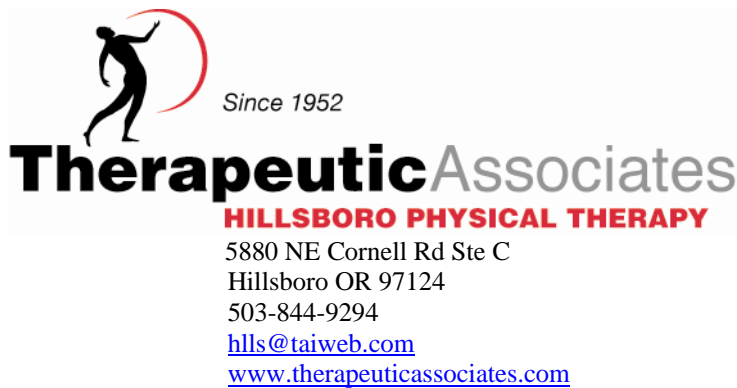 Since 1952
TherapeuticAssociates
HILLSBORO PHYSICAL THERAPY
5880 NE Cornell Rd Ste C
Hillsboro OR 97124
503-844-9294
hlls@taiweb.com
www.therapeuticassociates.com